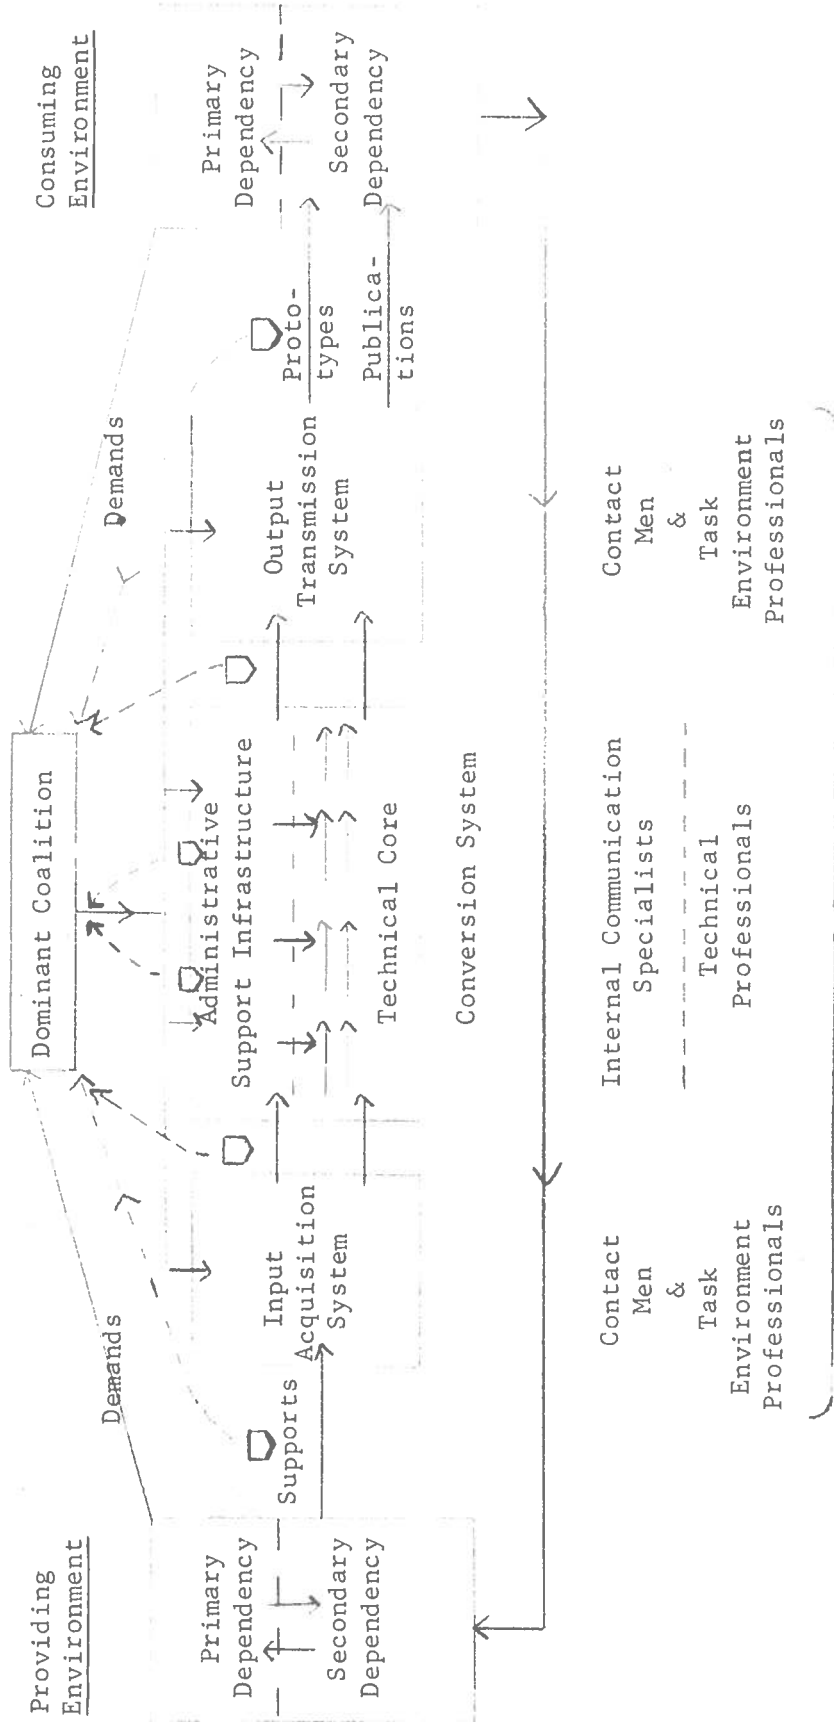 Providing
Environment
Primary
Dependency
Secondary
Dependency
Demands
Supports
Input
Acquisition
System
Dominant Coalition
Administrative
Support Infrastructure
Technical Core
Conversion System
Demands
Output
Transmission
System
Proto-
types
Publica-
tions
Consuming
Environment
Primary
Dependency
Secondary
Dependency
Contact
Men
&
Task
Environment
Professionals
Internal Communication
Specialists
Technical
Professionals
Contact
Men
&
Task
Environment
Professionals